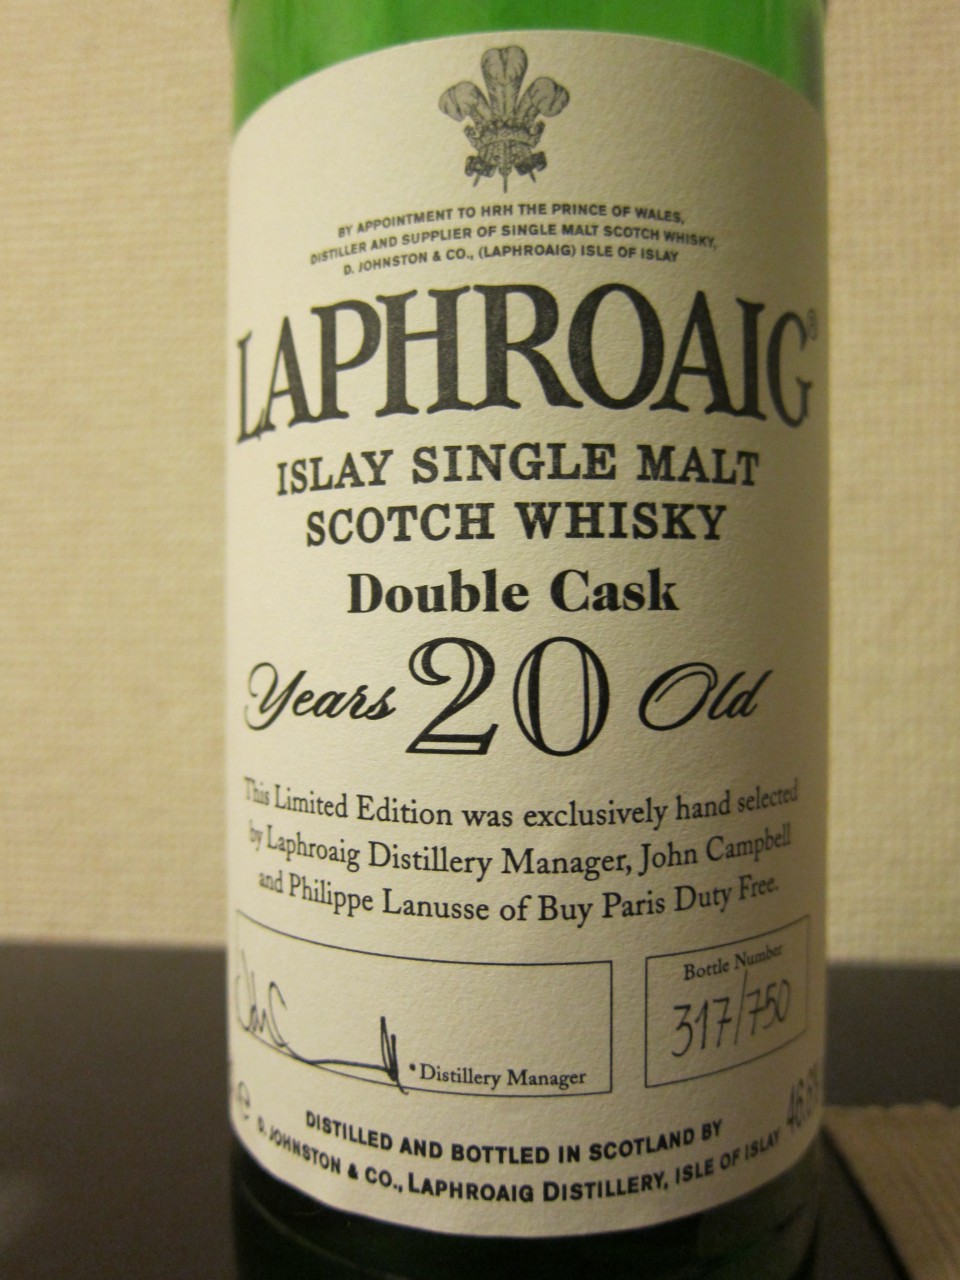 BY APPOINTMENT TO HRH THE PRINCE OF WALES,
DISTILLER AND SUPPLIER OF SINGLE MALT SCOTCH WHISKY,
D. JOHNSTON & CO., (LAPHROAIG) ISLE OF ISLAY
LAPHROAIG®
ISLAY SINGLE MALT
SCOTCH WHISKY
Double Cask
Years 20 Old
This Limited Edition was exclusively hand selected
by Laphroaig Distillery Manager, John Campbell
and Philippe Lanusse of Buy Paris Duty Free.
Bottle Number
317/750
•Distillery Manager
DISTILLED AND BOTTLED IN SCOTLAND BY
D. JOHNSTON & CO., LAPHROAIG DISTILLERY, ISLE OF ISLAY